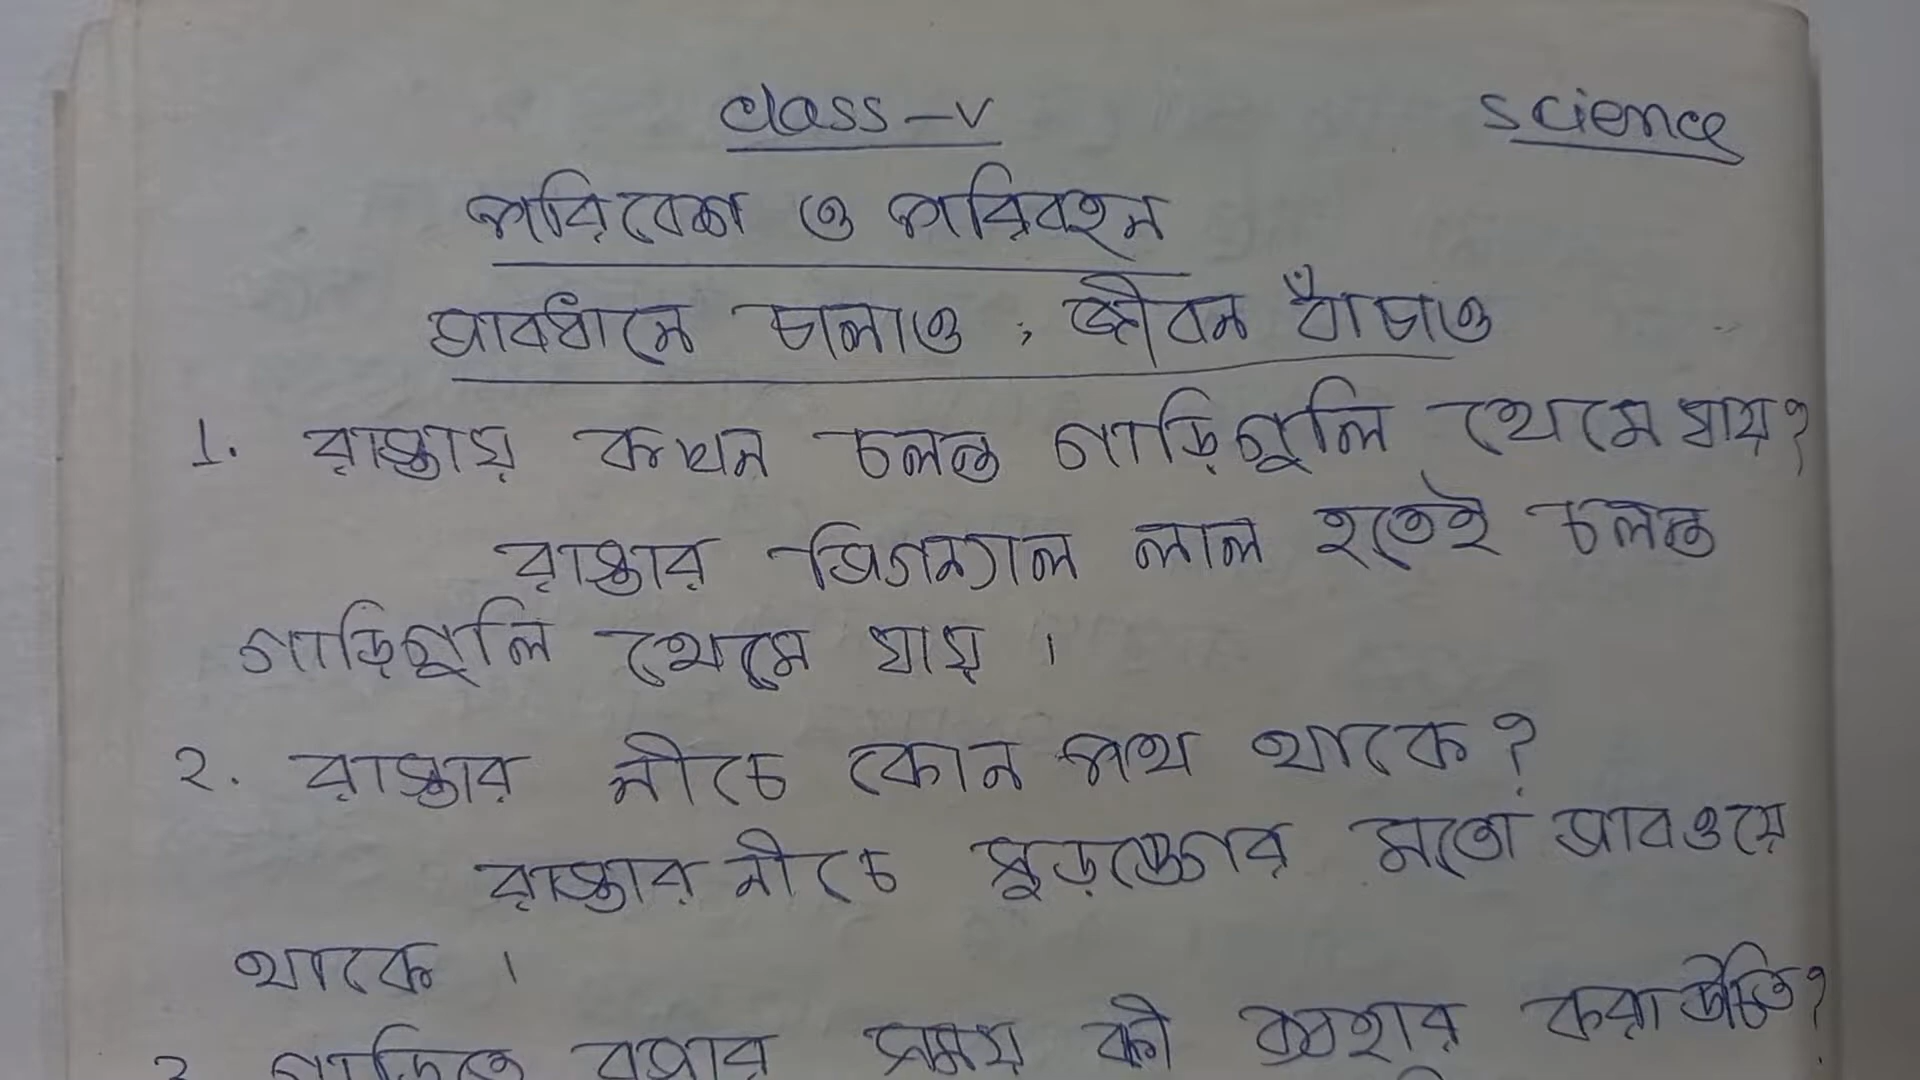 Class-V
Science
পরিবেশ ও পরিবহন
সাবধানে চালাও, জীবন বাঁচাও
1. রাস্তায় কখন চলন্ত গাড়িগুলি থেমে যায়?
রাস্তার সিগন্যাল লাল হতেই চলন্ত
গাড়িগুলি থেমে যায় ।
২. রাস্তার নীচে কোন পথ থাকে?
রাস্তার নীচে সুড়ঙ্গের মতো সাবওয়ে
থাকে ।
গাড়িতে বসার সময় কী ব্যবহার করা উচিত?